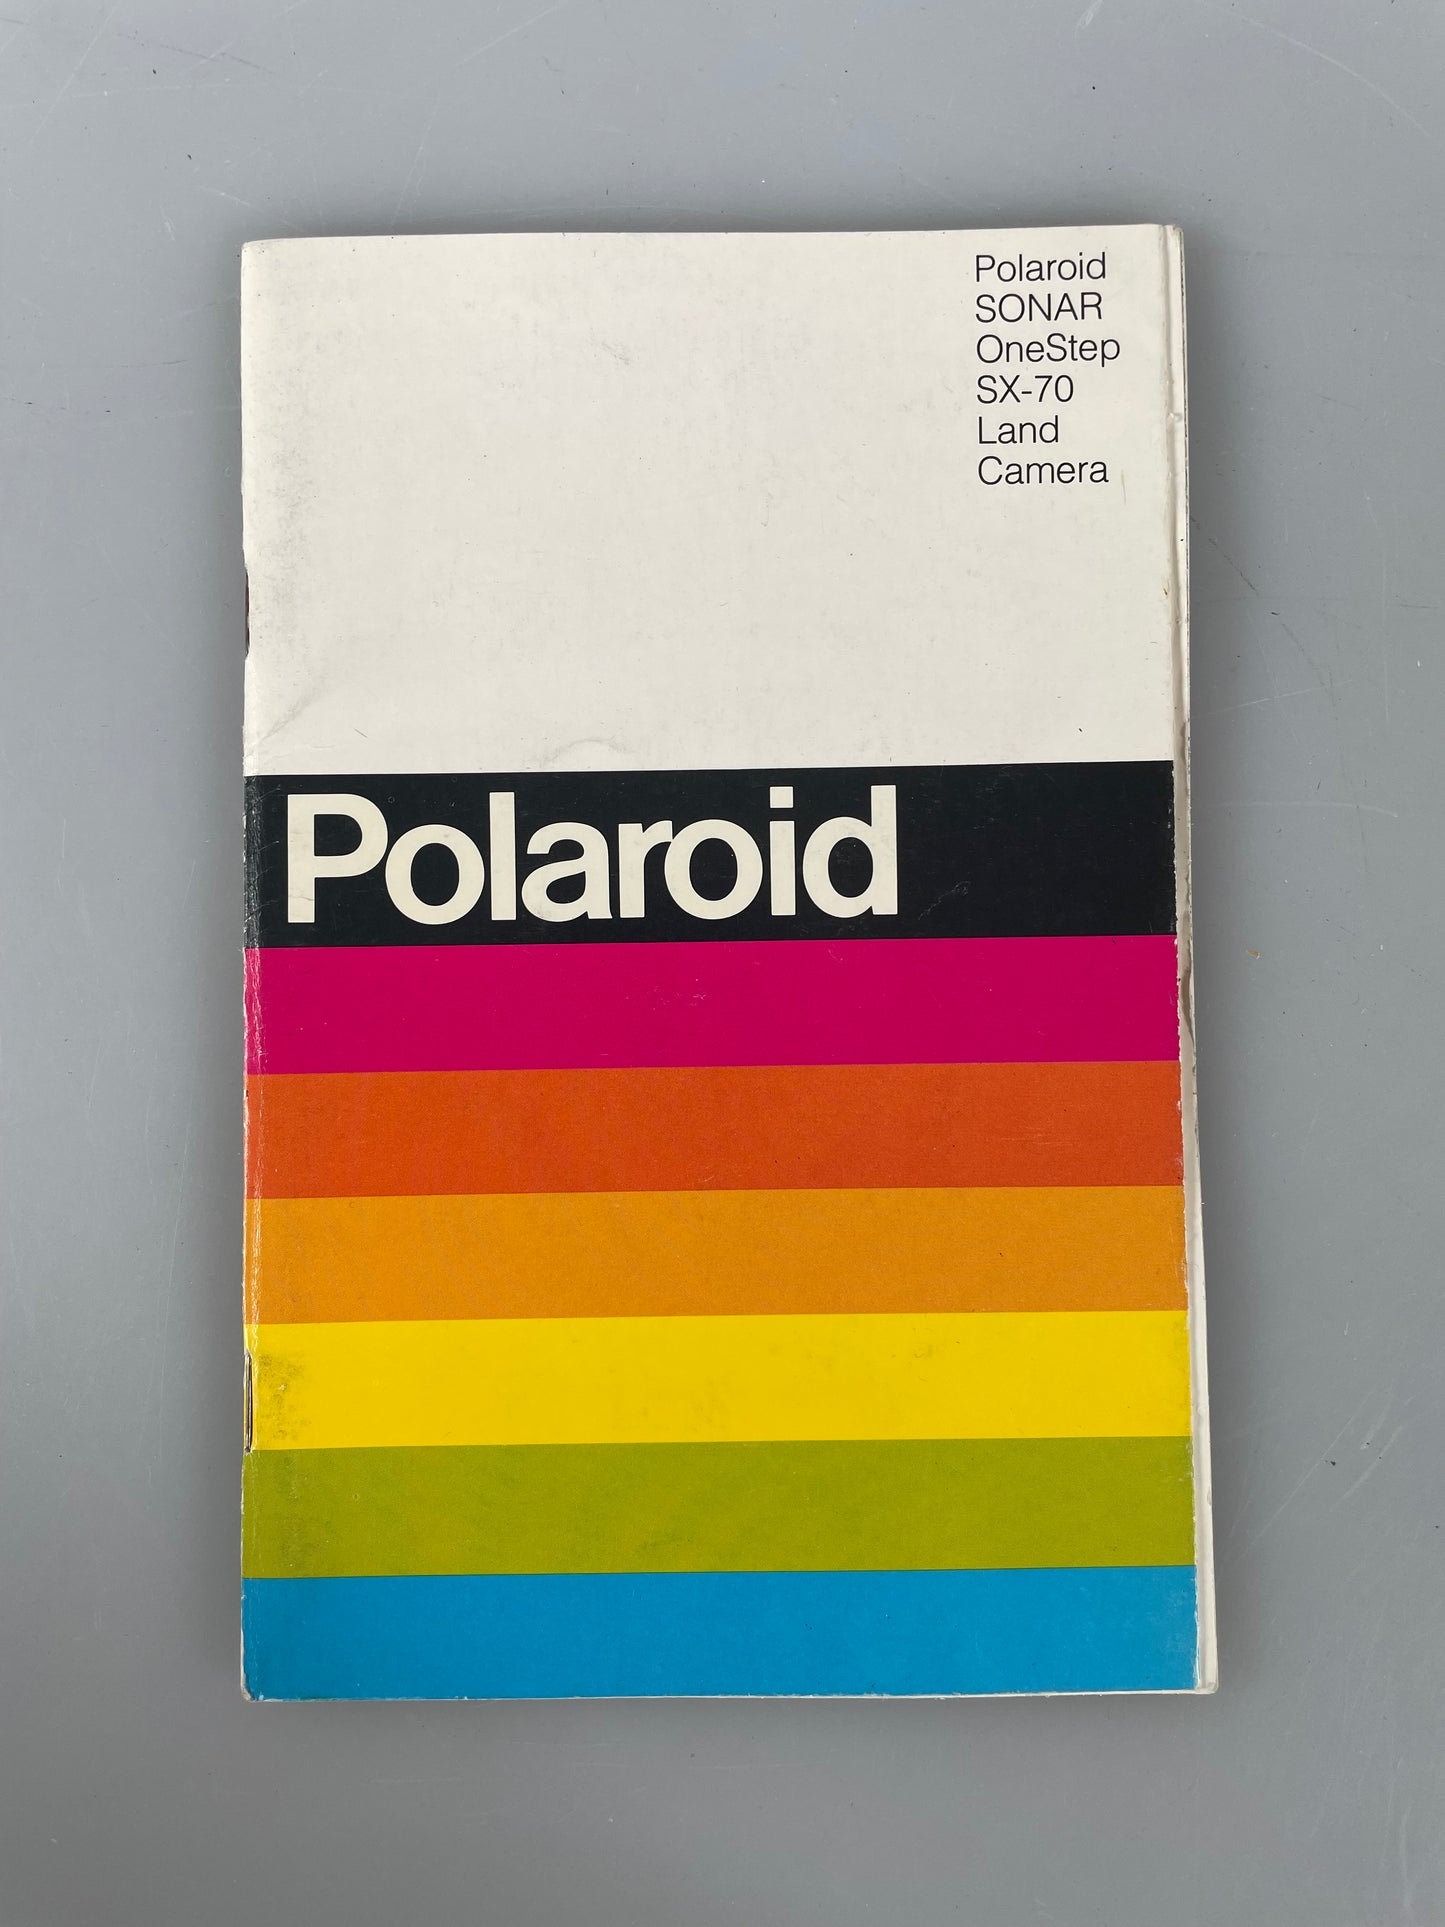 Polaroid
SONAR
OneStep
SX-70
Land
Camera
Polaroid